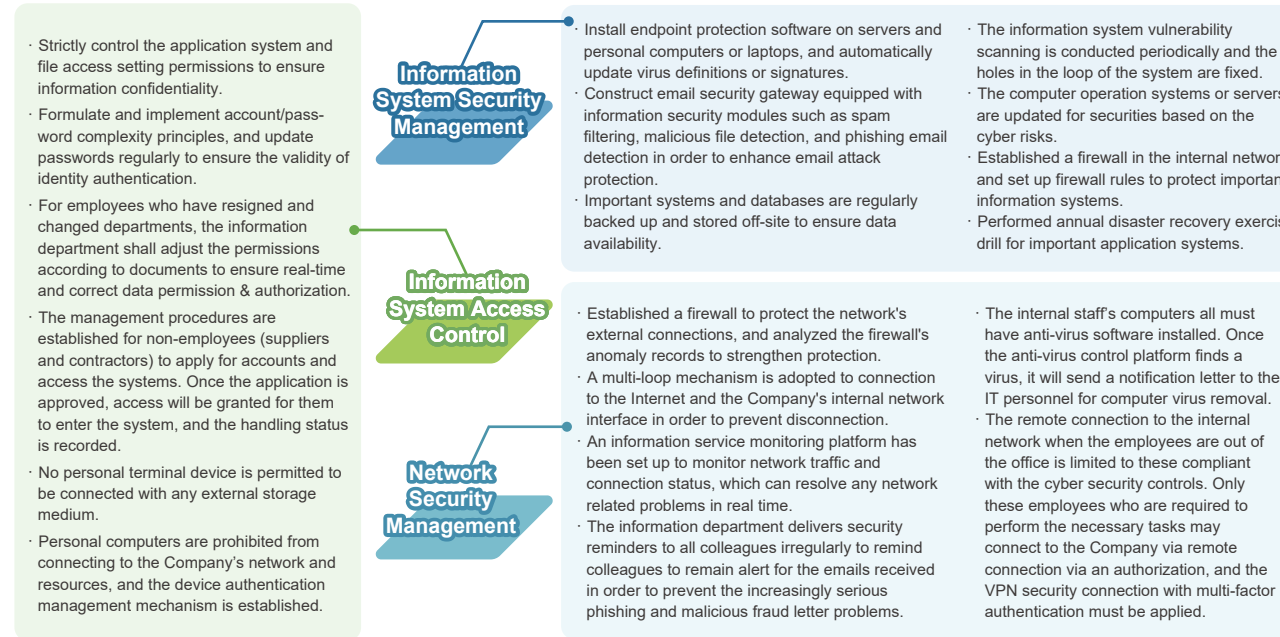 · Strictly control the application system and
file access setting permissions to ensure
information confidentiality.
· Formulate and implement account/pass-
word complexity principles, and update
passwords regularly to ensure the validity of
identity authentication.
· For employees who have resigned and
changed departments, the information
department shall adjust the permissions
according to documents to ensure real-time
and correct data permission & authorization.
· The management procedures are
established for non-employees (suppliers
and contractors) to apply for accounts and
access the systems. Once the application is
approved, access will be granted for them
to enter the system, and the handling status
is recorded.
· No personal terminal device is permitted to
be connected with any external storage
medium.
· Personal computers are prohibited from
connecting to the Company's network and
resources, and the device authentication
management mechanism is established.
Information
System Security
Management
Information
System Access
Control
Network
Security
Management
· Install endpoint protection software on servers and
personal computers or laptops, and automatically
update virus definitions or signatures.
· Construct email security gateway equipped with
information security modules such as spam
filtering, malicious file detection, and phishing email
detection in order to enhance email attack
protection.
· Important systems and databases are regularly
backed up and stored off-site to ensure data
availability.
· The information system vulnerability
scanning is conducted periodically and the
holes in the loop of the system are fixed.
· The computer operation systems or servers
are updated for securities based on the
cyber risks.
· Established a firewall in the internal networ
and set up firewall rules to protect importan
information systems.
· Performed annual disaster recovery exercis
drill for important application systems.
· Established a firewall to protect the network's
external connections, and analyzed the firewall's
anomaly records to strengthen protection.
· A multi-loop mechanism is adopted to connection
to the Internet and the Company's internal network
interface in order to prevent disconnection.
· An information service monitoring platform has
been set up to monitor network traffic and
connection status, which can resolve any network
related problems in real time.
· The information department delivers security
reminders to all colleagues irregularly to remind
colleagues to remain alert for the emails received
in order to prevent the increasingly serious
phishing and malicious fraud letter problems.
· The internal staff's computers all must
have anti-virus software installed. Once
the anti-virus control platform finds a
virus, it will send a notification letter to the
IT personnel for computer virus removal.
· The remote connection to the internal
network when the employees are out of
the office is limited to these compliant
with the cyber security controls. Only
these employees who are required to
perform the necessary tasks may
connect to the Company via remote
connection via an authorization, and the
VPN security connection with multi-factor
authentication must be applied.